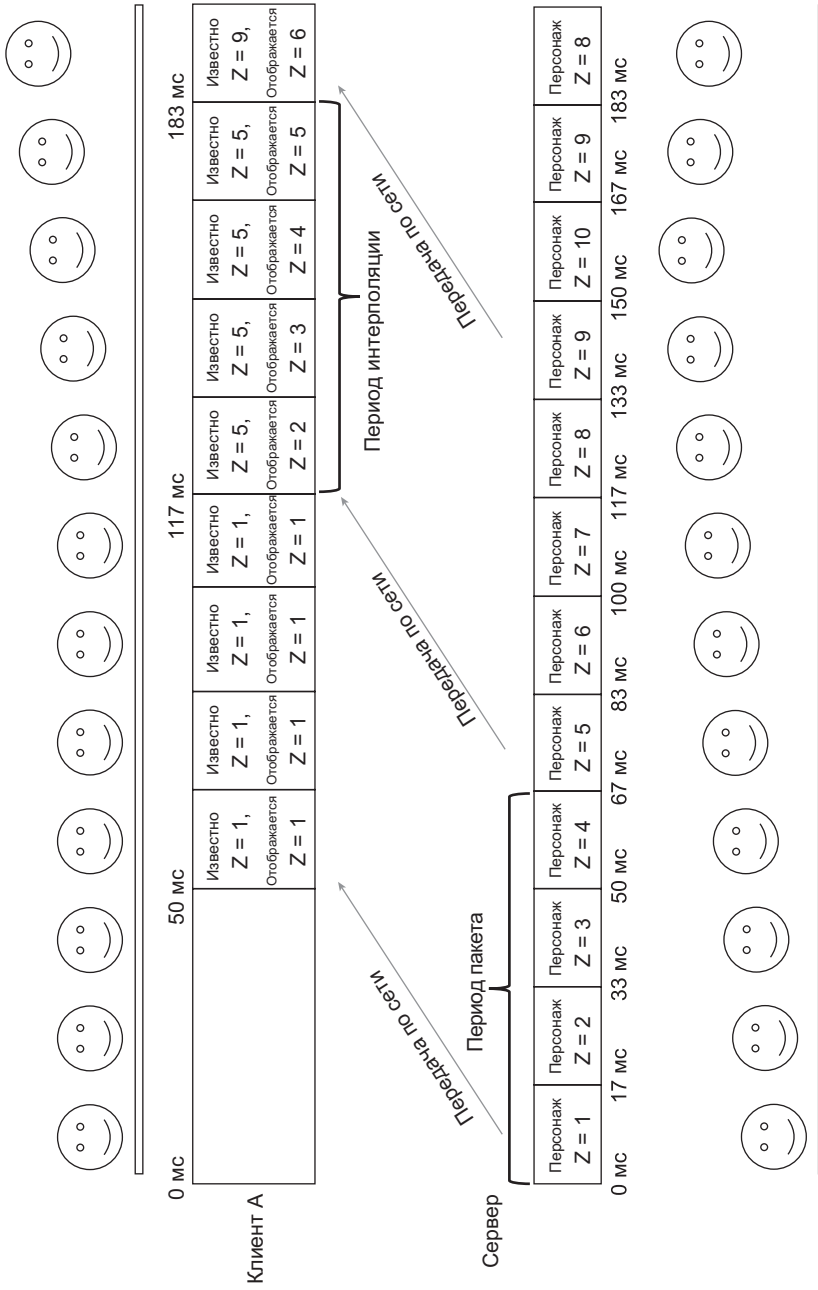 0 мс
50 мс
117 мс
183 мс
Клиент А
Известно
Z = 1,
Отображается
Z = 1
Известно
Z = 1,
Отображается
Z = 1
Известно
Z = 1,
Отображается
Z = 1
Известно
Z = 1,
Отображается
Z = 1
Известно
Z = 5,
Отображается
Z = 2
Известно
Z = 5,
Отображается
Z = 3
Известно
Z = 5,
Отображается
Z = 4
Известно
Z = 5,
Отображается
Z = 5
Известно
Z = 9,
Отображается
Z = 6
Период интерполяции
Передача по сети
Передача по сети
Передача по сети
Период пакета
Сервер
Персонаж
Z = 1
Персонаж
Z = 2
Персонаж
Z = 3
Персонаж
Z = 4
Персонаж
Z = 5
Персонаж
Z = 6
Персонаж
Z = 7
Персонаж
Z = 8
Персонаж
Z = 9
Персонаж
Z = 10
Персонаж
Z = 9
Персонаж
Z = 8
0 мс
17 мс
33 мс
50 мс
67 мс
83 мс
100 мс
117 мс
133 мс
150 мс
167 мс
183 мс